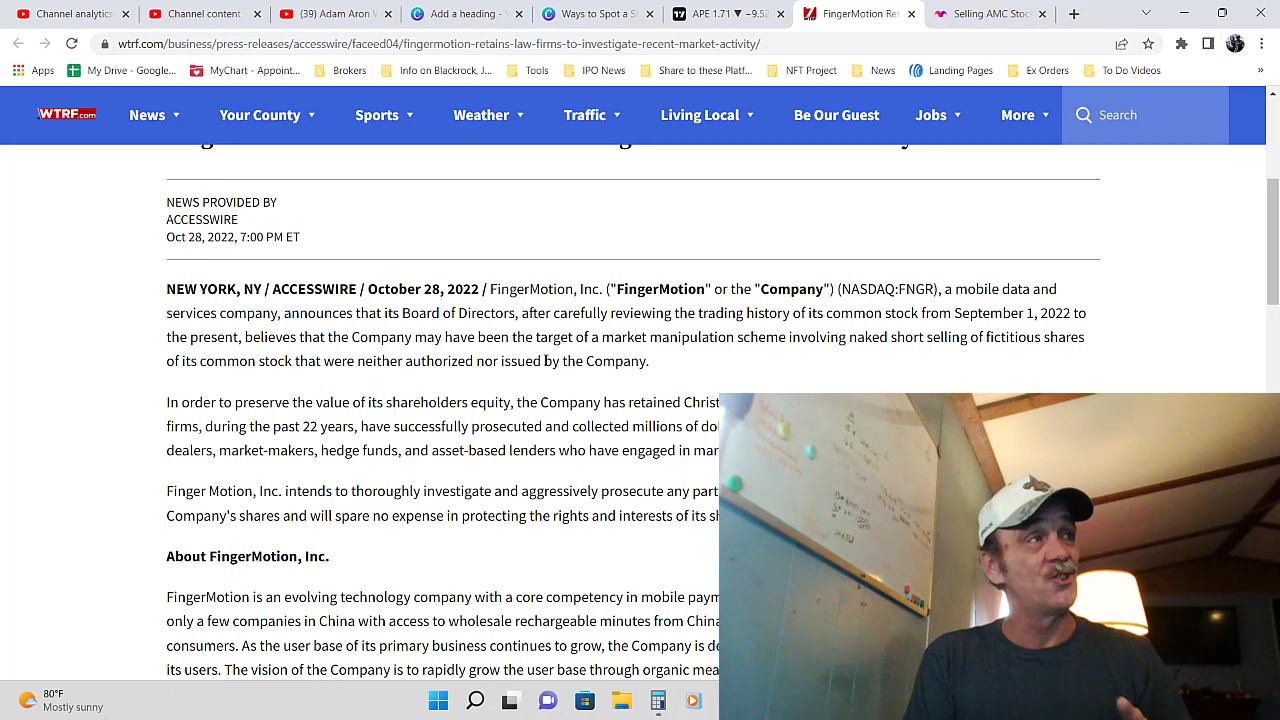 Channel analytics
Channel content -
(39) Adam Aron W
Add a heading -
Ways to Spot a S
APE 1.71 ▼ −9.52
FingerMotion Ret
Selling AMC Stoc
wtrf.com/business/press-releases/accesswire/faceed04/fingermotion-retains-law-firms-to-investigate-recent-market-activity/
Apps
My Drive - Google...
MyChart - Appoint...
Brokers
Info on Blackrock, J...
Tools
IPO News
Share to these Platf...
NFT Project
News
Landing Pages
Ex Orders
To Do Videos
»
WTRF.com
News
Your County
Sports
Weather
Traffic
Living Local
Be Our Guest
Jobs
More
Search
NEWS PROVIDED BY
ACCESSWIRE
Oct 28, 2022, 7:00 PM ET
NEW YORK, NY / ACCESSWIRE / October 28, 2022 / FingerMotion, Inc. ("FingerMotion" or the "Company") (NASDAQ:FNGR), a mobile data and
services company, announces that its Board of Directors, after carefully reviewing the trading history of its common stock from September 1, 2022 to
the present, believes that the Company may have been the target of a market manipulation scheme involving naked short selling of fictitious shares
of its common stock that were neither authorized nor issued by the Company.
In order to preserve the value of its shareholders equity, the Company has retained Christ
firms, during the past 22 years, have successfully prosecuted and collected millions of dol
dealers, market-makers, hedge funds, and asset-based lenders who have engaged in mar
Finger Motion, Inc. intends to thoroughly investigate and aggressively prosecute any part
Company's shares and will spare no expense in protecting the rights and interests of its sh
About FingerMotion, Inc.
FingerMotion is an evolving technology company with a core competency in mobile paym
only a few companies in China with access to wholesale rechargeable minutes from China
consumers. As the user base of its primary business continues to grow, the Company is de
its users. The vision of the Company is to rapidly grow the user base through organic mea
80°F
Mostly sunny